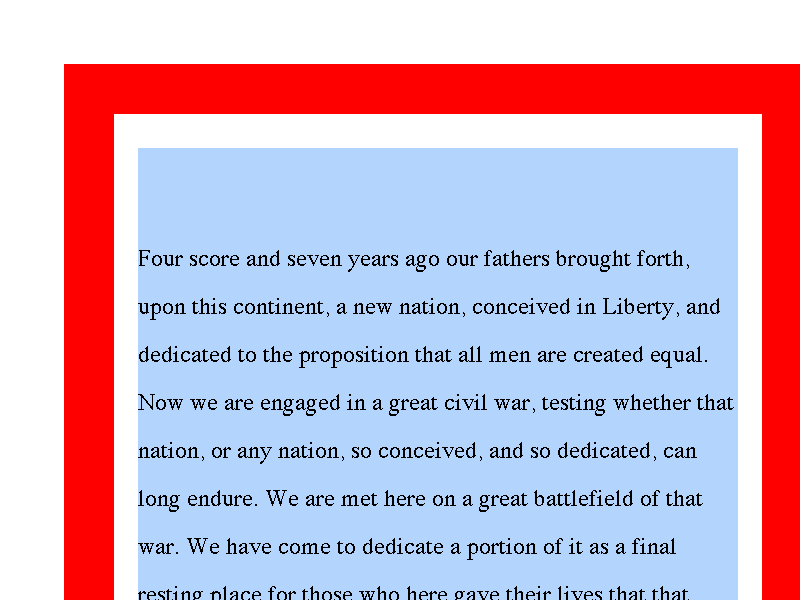 Four score and seven years ago our fathers brought forth,
upon this continent, a new nation, conceived in Liberty, and
dedicated to the proposition that all men are created equal.
Now we are engaged in a great civil war, testing whether that
nation, or any nation, so conceived, and so dedicated, can
long endure. We are met here on a great battlefield of that
war. We have come to dedicate a portion of it as a final
resting place for those who here gave their lives that that